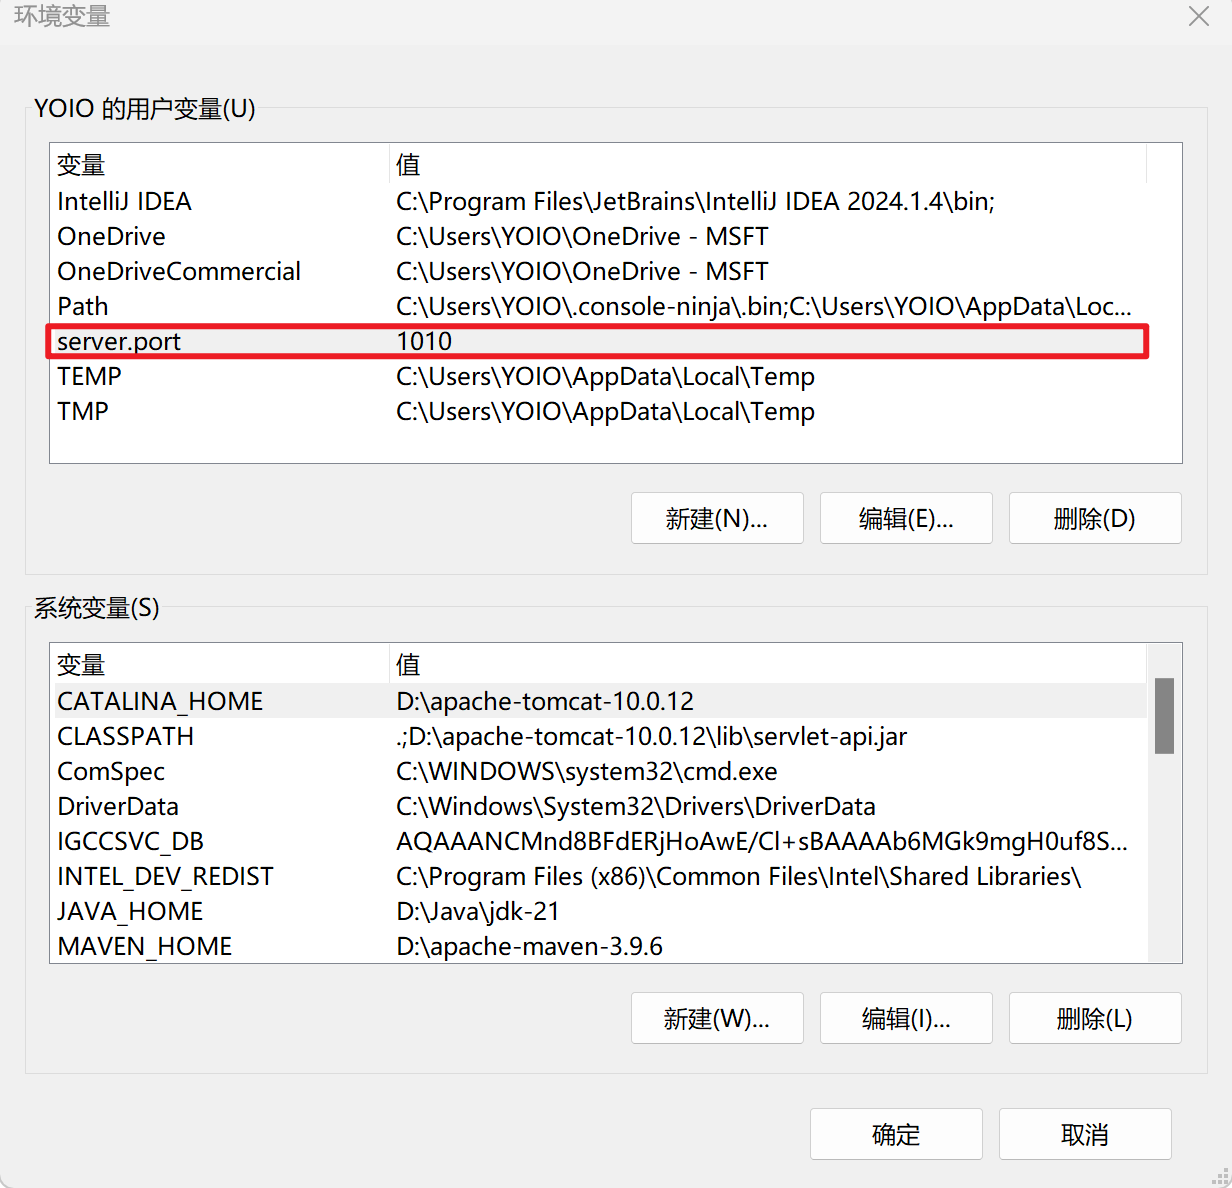 环境变量
YOIO 的用户变量(U)
变量 值
IntelliJ IDEA C:\Program Files\JetBrains\IntelliJ IDEA 2024.1.4\bin;
OneDrive C:\Users\YOIO\OneDrive - MSFT
OneDriveCommercial C:\Users\YOIO\OneDrive - MSFT
Path C:\Users\YOIO\.console-ninja\.bin;C:\Users\YOIO\AppData\Loc...
server.port 1010
TEMP C:\Users\YOIO\AppData\Local\Temp
TMP C:\Users\YOIO\AppData\Local\Temp
新建(N)... 编辑(E)... 删除(D)
系统变量(S)
变量 值
CATALINA_HOME D:\apache-tomcat-10.0.12
CLASSPATH .;D:\apache-tomcat-10.0.12\lib\servlet-api.jar
ComSpec C:\WINDOWS\system32\cmd.exe
DriverData C:\Windows\System32\Drivers\DriverData
IGCCSVC_DB AQAAANCMnd8BFdERjHoAwE/Cl+sBAAAAb6MGk9mgH0uf8S...
INTEL_DEV_REDIST C:\Program Files (x86)\Common Files\Intel\Shared Libraries\
JAVA_HOME D:\Java\jdk-21
MAVEN_HOME D:\apache-maven-3.9.6
新建(W)... 编辑(I)... 删除(L)
确定 取消